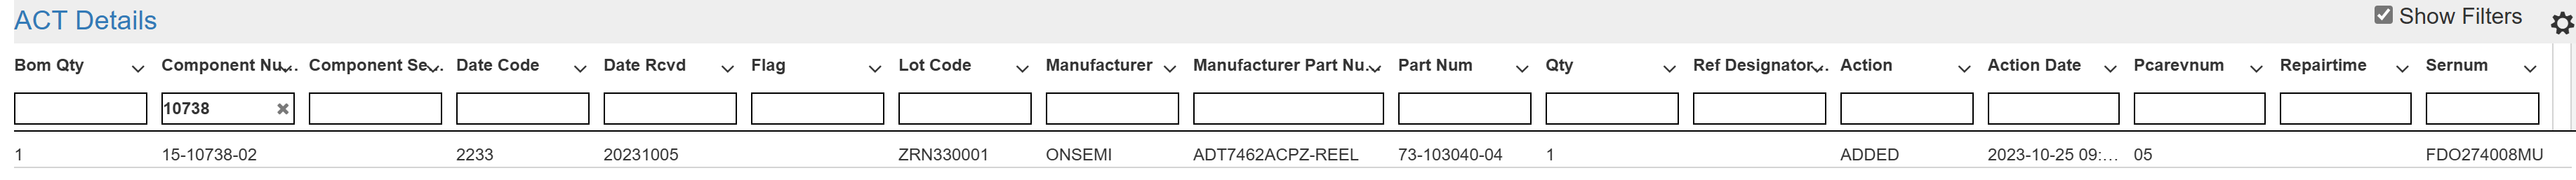 ACT Details
Show Filters
Bom Qty Component Nu... Component Se... Date Code Date Rcvd Flag Lot Code Manufacturer Manufacturer Part Nu... Part Num Qty Ref Designator... Action Action Date Pcarevnum Repairtime Sernum
10738
1 15-10738-02 2233 20231005 ZRN330001 ONSEMI ADT7462ACPZ-REEL 73-103040-04 1 ADDED 2023-10-25 09:... 05 FDO274008MU